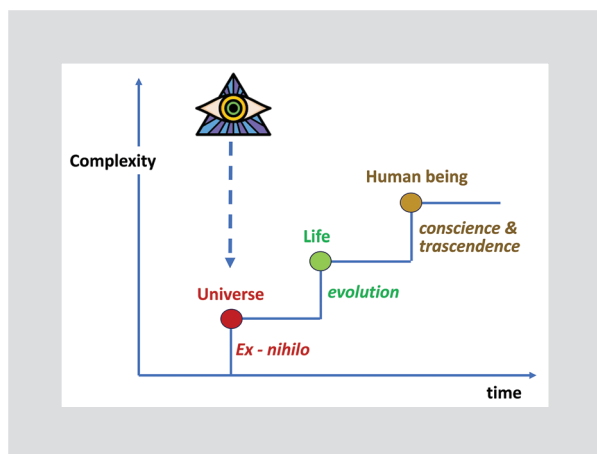 Complexity
Human being
conscience &
trascendence
Life
evolution
Universe
Ex - nihilo
time